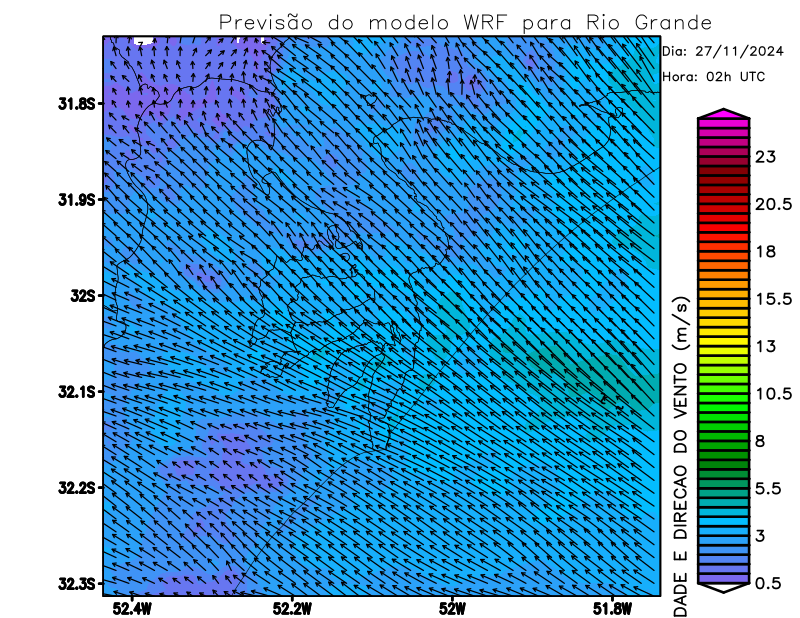 Previsão do modelo WRF para Rio Grande
Dia: 27/11/2024
Hora: 02h UTC
31.8S
31.9S
32S
32.1S
32.2S
32.3S
52.4W
52.2W
52W
51.8W
23
20.5
18
15.5
13
10.5
8
5.5
3
0.5
DADE E DIRECAO DO VENTO (m/s)